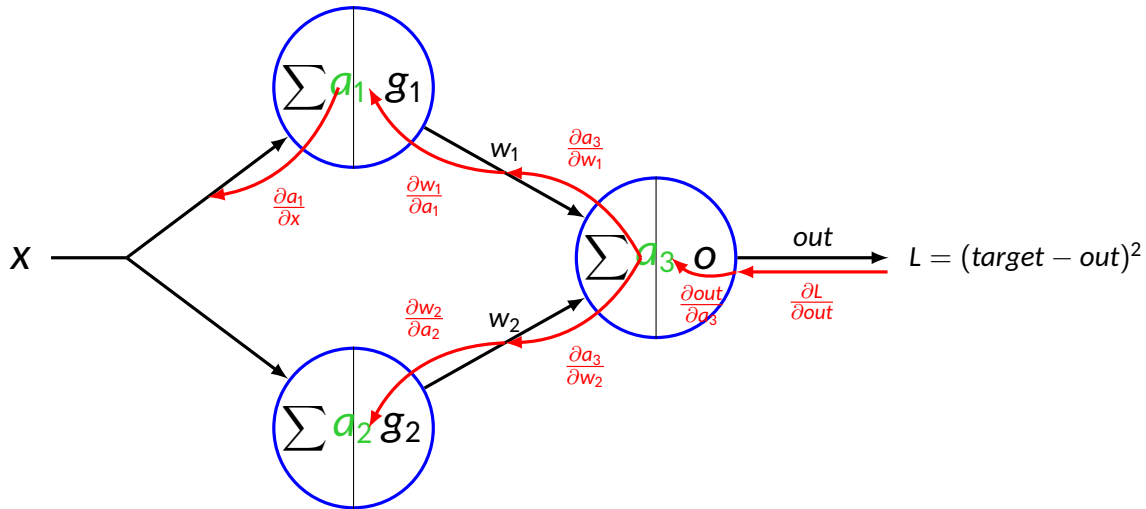 ∑ a₁ g₁
w₁
∂a₃/∂w₁
∂w₁/∂a₁
∂a₁/∂x
x
∑ a₃ o
out
L = (target − out)²
∂out/∂a₃
∂L/∂out
∂w₂/∂a₂
w₂
∂a₃/∂w₂
∑ a₂ g₂